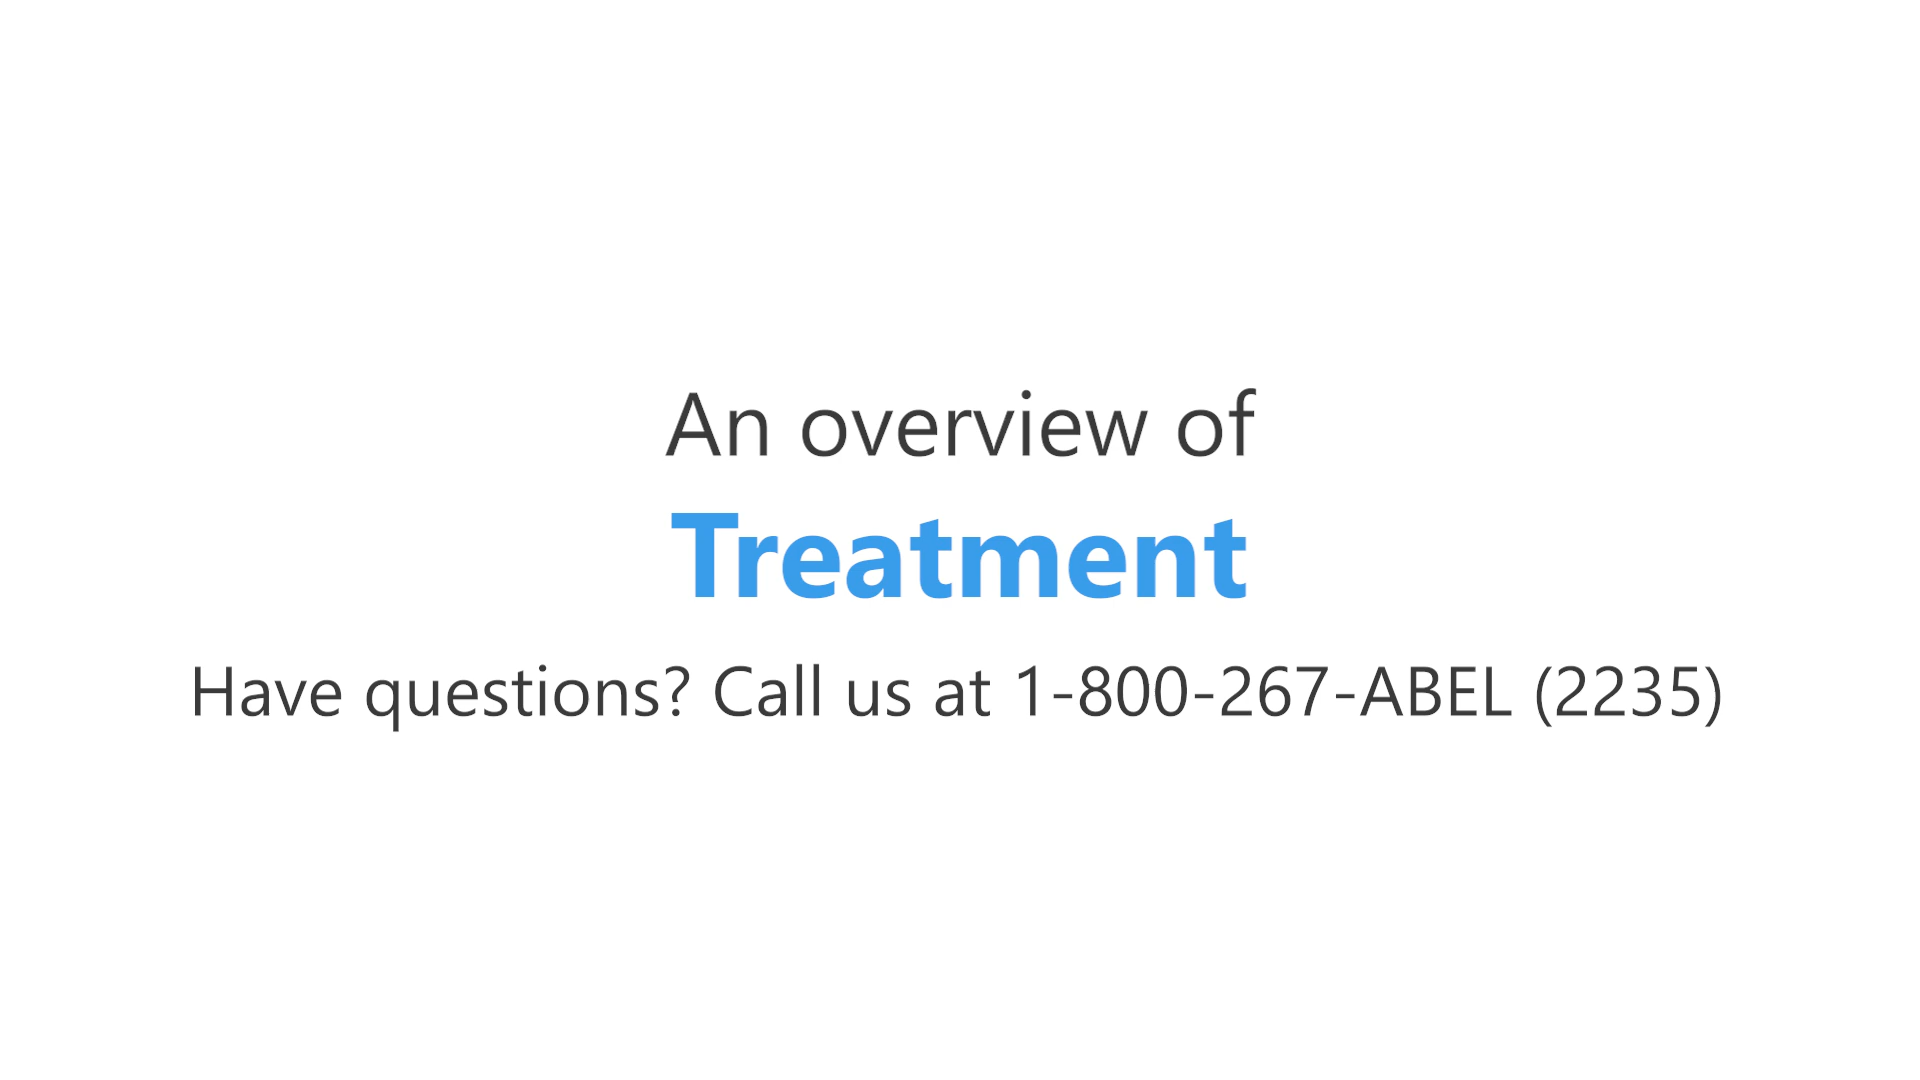 An overview of
Treatment
Have questions? Call us at 1-800-267-ABEL (2235)